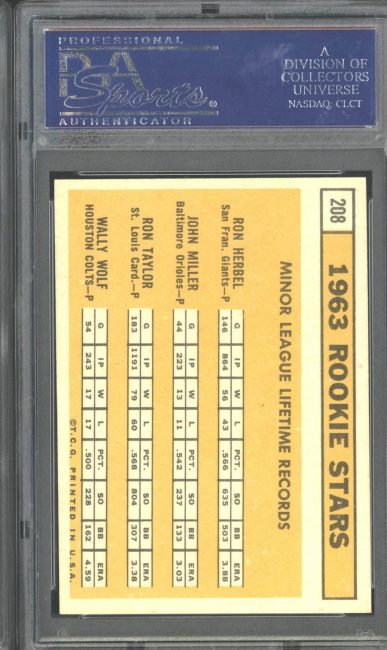 PROFESSIONAL
PSA
Sports®
AUTHENTICATOR
A
DIVISION OF
COLLECTORS
UNIVERSE
NASDAQ: CLCT
208
1963 ROOKIE STARS
MINOR LEAGUE LIFETIME RECORDS
RON HERBEL
San Fran. Giants—P
G IP W L PCT. SO BB ERA
146 864 56 43 .566 635 503 3.88
JOHN MILLER
Baltimore Orioles—P
G IP W L PCT. SO BB ERA
44 223 13 11 .542 237 133 3.03
RON TAYLOR
St. Louis Card.—P
G IP W L PCT. SO BB ERA
183 1191 79 60 .568 804 307 3.38
WALLY WOLF
HOUSTON COLTS—P
G IP W L PCT. SO BB ERA
54 243 17 17 .500 228 162 4.59
©T.C.G. PRINTED IN U.S.A.